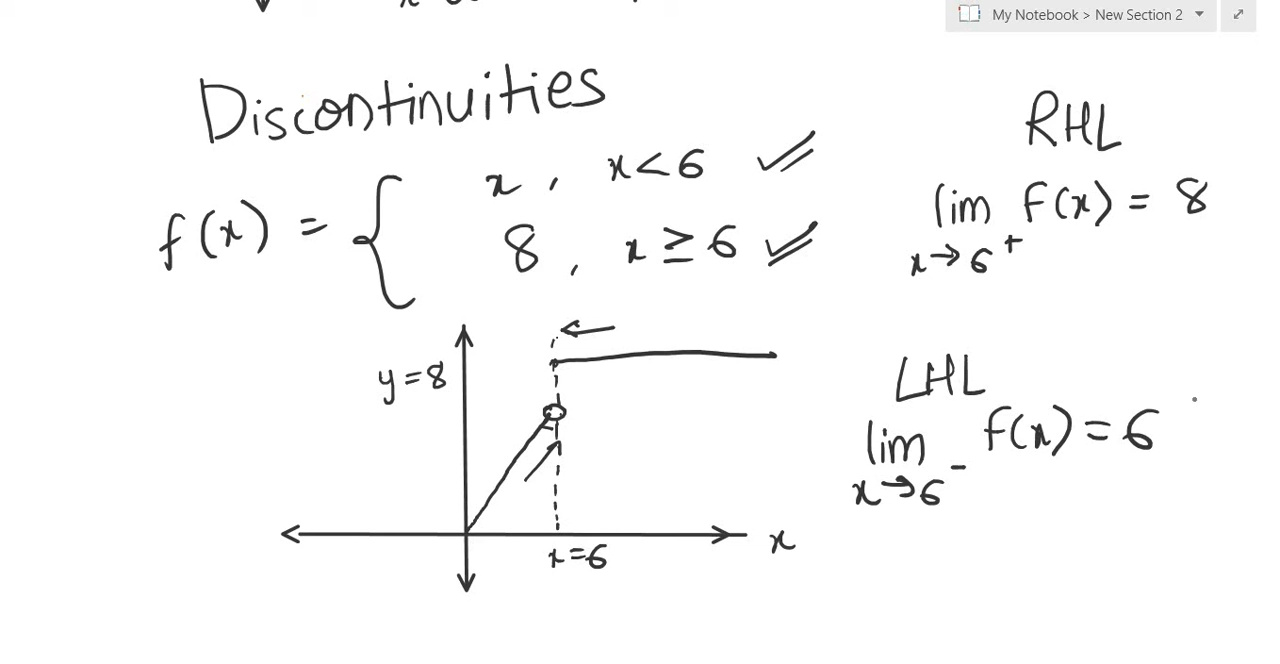 My Notebook > New Section 2
Discontinuities
f(x) = { x, x<6
8, x ≥ 6
RHL
lim f(x) = 8
x→6⁺
y=8
x=6
x
LHL
lim f(x) = 6
x→6⁻